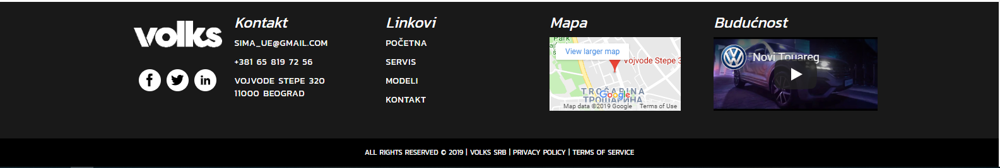 volks
Kontakt
SIMA_UE@GMAIL.COM
+381 65 819 72 56
VOJVODE STEPE 320
11000 BEOGRAD
Linkovi
POČETNA
SERVIS
MODELI
KONTAKT
Mapa
Park
View larger map
Vojvode Stepe 3
TROŠARINA
ТРОШАРИНА
Google
Map data ©2019 Google
Terms of Use
Budućnost
Novi Touareg
ALL RIGHTS RESERVED © 2019 | VOLKS SRB | PRIVACY POLICY | TERMS OF SERVICE